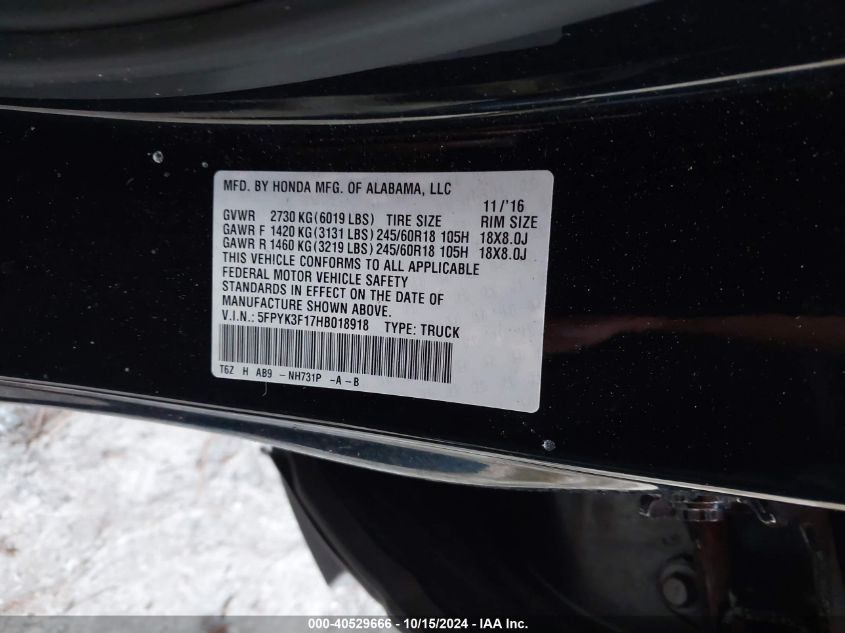 MFD. BY HONDA MFG. OF ALABAMA, LLC 11/'16
GVWR 2730 KG(6019 LBS) TIRE SIZE RIM SIZE
GAWR F 1420 KG(3131 LBS) 245/60R18 105H 18X8.0J
GAWR R 1460 KG(3219 LBS) 245/60R18 105H 18X8.0J
THIS VEHICLE CONFORMS TO ALL APPLICABLE
FEDERAL MOTOR VEHICLE SAFETY
STANDARDS IN EFFECT ON THE DATE OF
MANUFACTURE SHOWN ABOVE.
V.I.N.: 5FPYK3F17HB018918 TYPE: TRUCK
T6Z H AB9 -NH731P -A -B
000-40529666 - 10/15/2024 - IAA Inc.